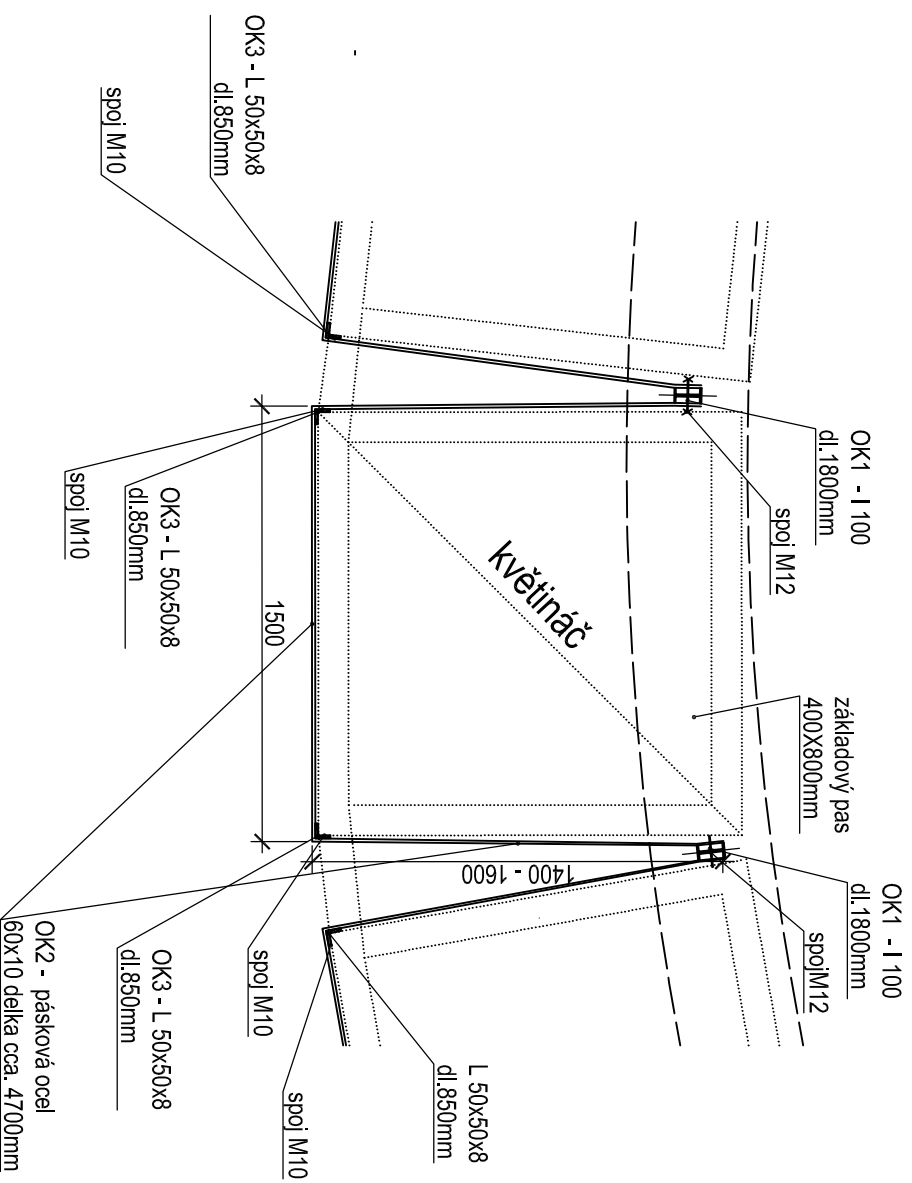 OK3 - L 50x50x8
dl.850mm
spoj M10
OK1 - I 100
dl.1800mm
spoj M12
OK3 - L 50x50x8
dl.850mm
spoj M10
květináč
1500
základový pas
400X800mm
1400 - 1600
OK1 - I 100
dl.1800mm
spojM12
spoj M10
OK3 - L 50x50x8
dl.850mm
OK2 - pásková ocel
60x10 delka cca. 4700mm
L 50x50x8
dl.850mm
spoj M10